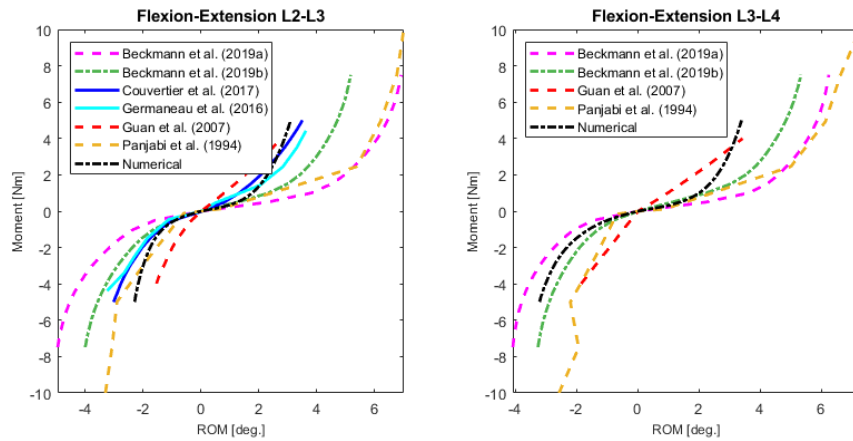 Flexion-Extension L2-L3
10
8
6
4
2
0
-2
-4
-6
-8
-10
Moment [Nm]
Beckmann et al. (2019a)
Beckmann et al. (2019b)
Couvertier et al. (2017)
Germaneau et al. (2016)
Guan et al. (2007)
Panjabi et al. (1994)
Numerical
-4 -2 0 2 4 6
ROM [deg.]
Flexion-Extension L3-L4
10
8
6
4
2
0
-2
-4
-6
-8
-10
Moment [Nm]
Beckmann et al. (2019a)
Beckmann et al. (2019b)
Guan et al. (2007)
Panjabi et al. (1994)
Numerical
-4 -2 0 2 4 6
ROM [deg.]